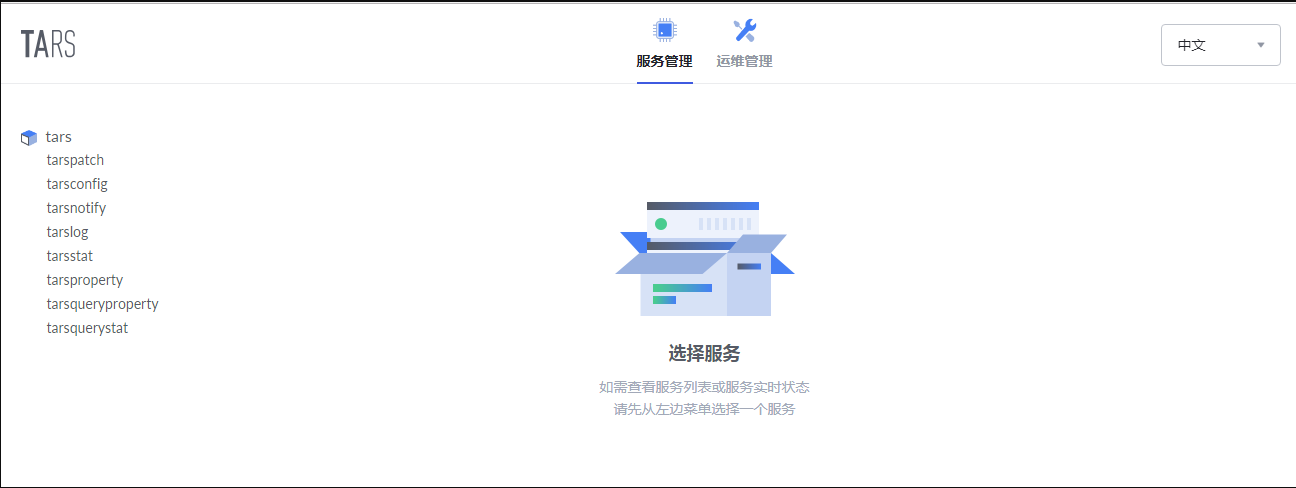 TARS
服务管理
运维管理
中文
tars
tarspatch
tarsconfig
tarsnotify
tarslog
tarsstat
tarsproperty
tarsqueryproperty
tarsquerystat
选择服务
如需查看服务列表或服务实时状态
请先从左边菜单选择一个服务